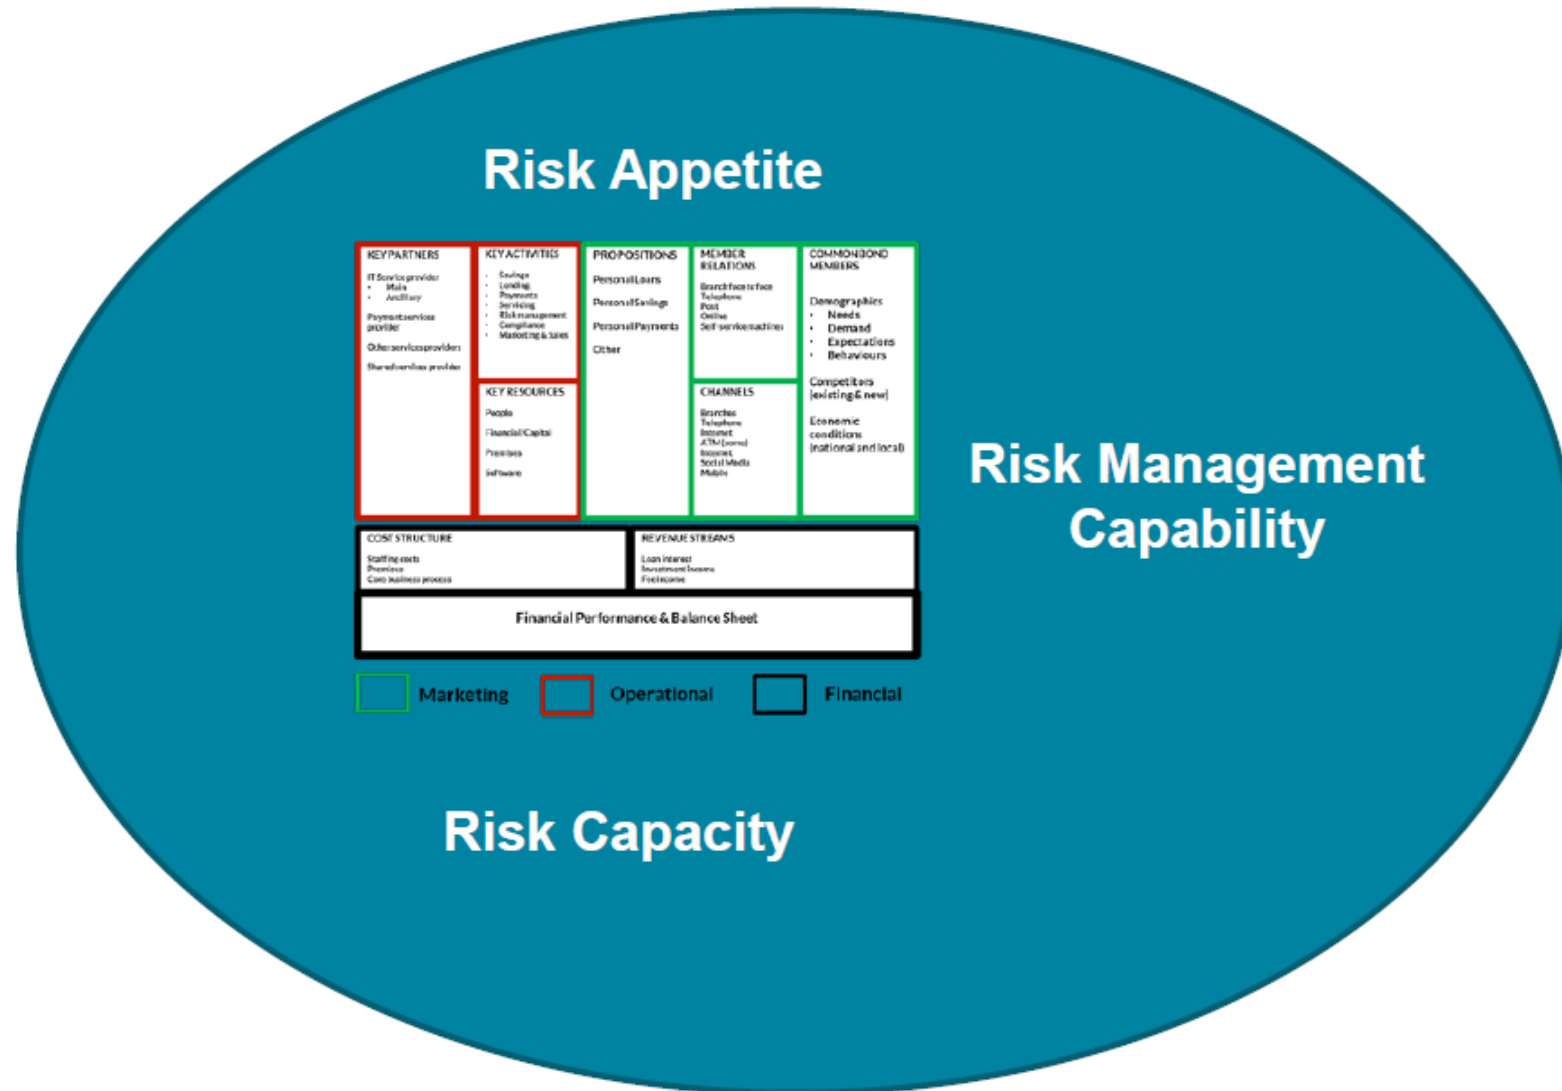 Risk Appetite
KEY PARTNERS
IT Service provider
• Main
• Ancillary
Payment services
provider
Other services providers
Shared services provider
KEY ACTIVITIES
• Savings
• Lending
• Payments
• Servicing
• Risk management
• Compliance
• Marketing & Sales
KEY RESOURCES
People
Financial/Capital
Premises
Software
PROPOSITIONS
Personal Loans
Personal Savings
Personal Payments
Other
MEMBER
RELATIONS
Branch face to face
Telephone
Post
Online
Self-service machines
CHANNELS
Branches
Telephone
Internet
ATM (some)
Internet
Social Media
Mobile
COMMON BOND
MEMBERS
Demographics
• Needs
• Demand
• Expectations
• Behaviours
Competitors
(existing & new)
Economic
conditions
(national and local)
COST STRUCTURE
Staffing costs
Premises
Core business process
REVENUE STREAMS
Loan interest
Investment Income
Fee income
Financial Performance & Balance Sheet
Marketing
Operational
Financial
Risk Management
Capability
Risk Capacity